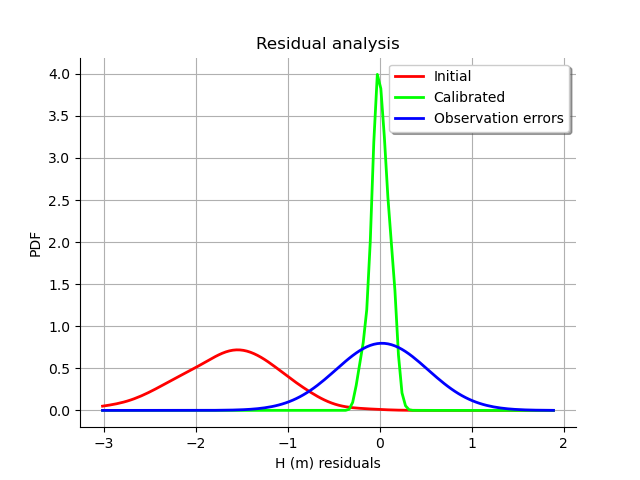 Residual analysis
Initial
Calibrated
Observation errors
4.0
3.5
3.0
2.5
2.0
1.5
1.0
0.5
0.0
PDF
−3 −2 −1 0 1 2
H (m) residuals